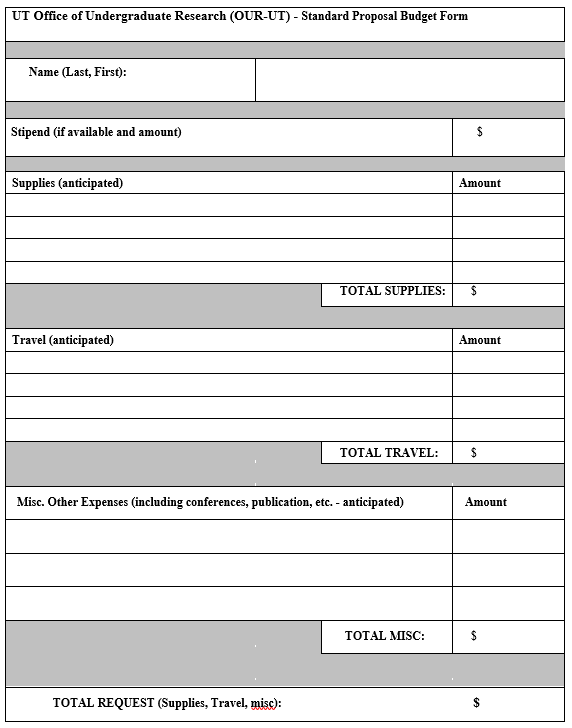 UT Office of Undergraduate Research (OUR-UT) - Standard Proposal Budget Form
Name (Last, First):
Stipend (if available and amount) $
Supplies (anticipated) Amount
TOTAL SUPPLIES: $
Travel (anticipated) Amount
TOTAL TRAVEL: $
Misc. Other Expenses (including conferences, publication, etc. - anticipated) Amount
TOTAL MISC: $
TOTAL REQUEST (Supplies, Travel, misc): $